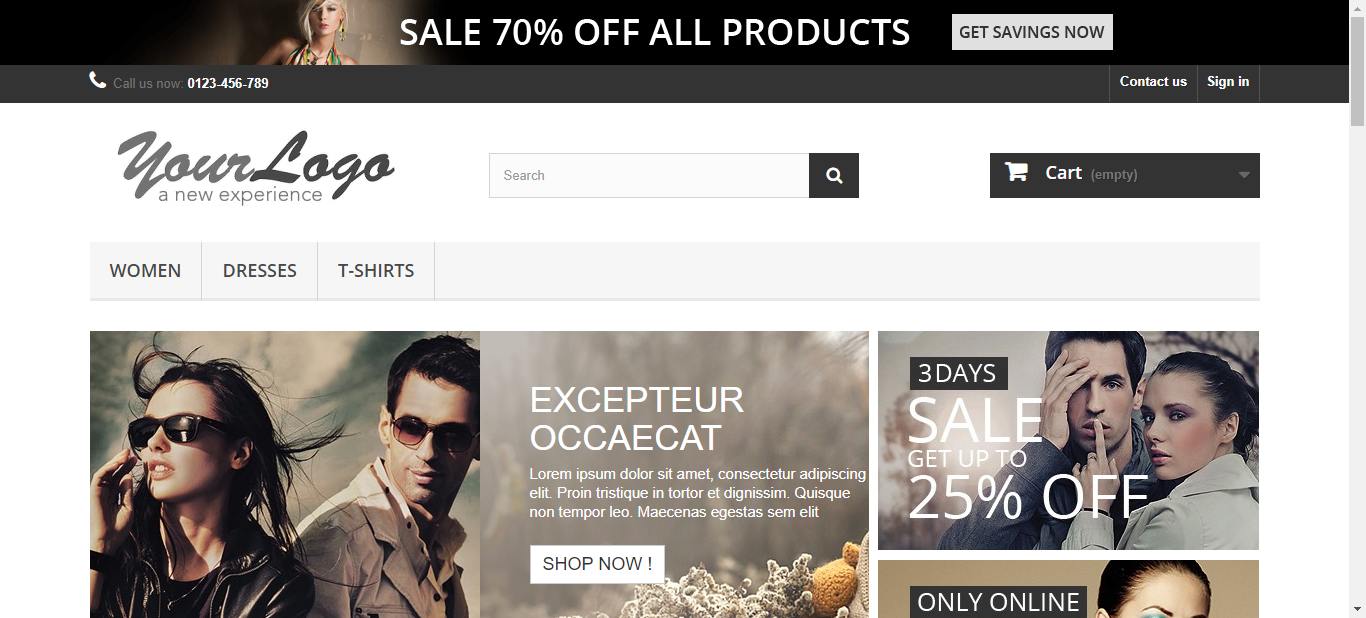 SALE 70% OFF ALL PRODUCTS
GET SAVINGS NOW
Call us now: 0123-456-789
Contact us
Sign in
YourLogo
a new experience
Search
Cart (empty)
WOMEN
DRESSES
T-SHIRTS
EXCEPTEUR
OCCAECAT
Lorem ipsum dolor sit amet, consectetur adipiscing
elit. Proin tristique in tortor et dignissim. Quisque
non tempor leo. Maecenas egestas sem elit
SHOP NOW !
3 DAYS
SALE
GET UP TO
25% OFF
ONLY ONLINE